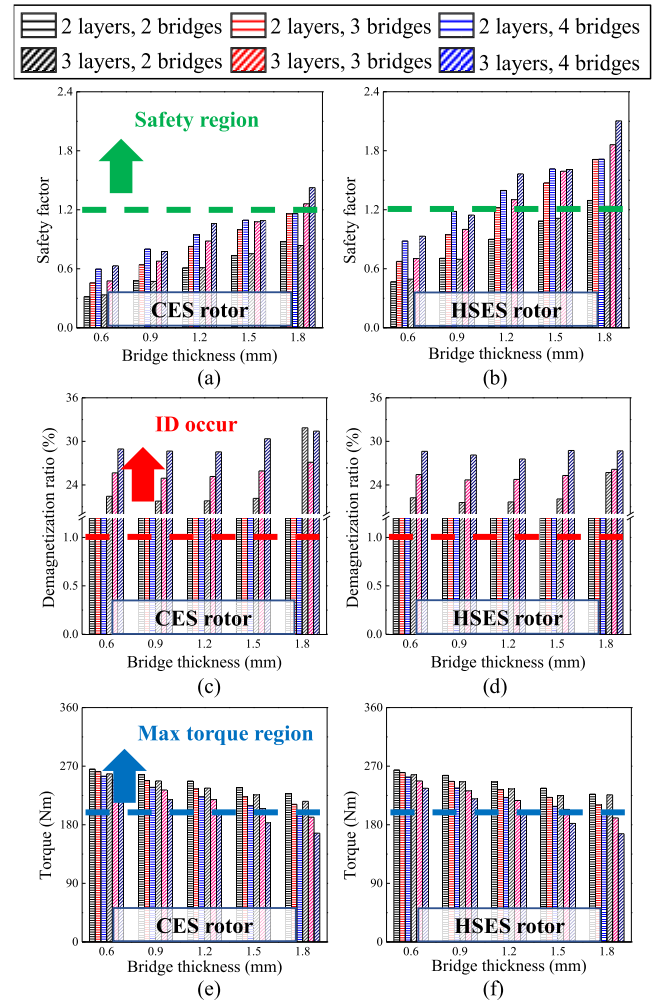 2 layers, 2 bridges 2 layers, 3 bridges 2 layers, 4 bridges
3 layers, 2 bridges 3 layers, 3 bridges 3 layers, 4 bridges
2.4
1.8
1.2
0.6
0.0
Safety factor
Safety region
CES rotor
0.6 0.9 1.2 1.5 1.8
Bridge thickness (mm)
(a)
2.4
1.8
1.2
0.6
0.0
Safety factor
HSES rotor
0.6 0.9 1.2 1.5 1.8
Bridge thickness (mm)
(b)
36
30
24
1.0
0.5
0.0
Demagnetization ratio (%)
ID occur
CES rotor
0.6 0.9 1.2 1.5 1.8
Bridge thickness (mm)
(c)
36
30
24
1.0
0.5
0.0
Demagnetization ratio (%)
HSES rotor
0.6 0.9 1.2 1.5 1.8
Bridge thickness (mm)
(d)
360
270
180
90
0
Torque (Nm)
Max torque region
CES rotor
0.6 0.9 1.2 1.5 1.8
Bridge thickness (mm)
(e)
360
270
180
90
0
Torque (Nm)
HSES rotor
0.6 0.9 1.2 1.5 1.8
Bridge thickness (mm)
(f)